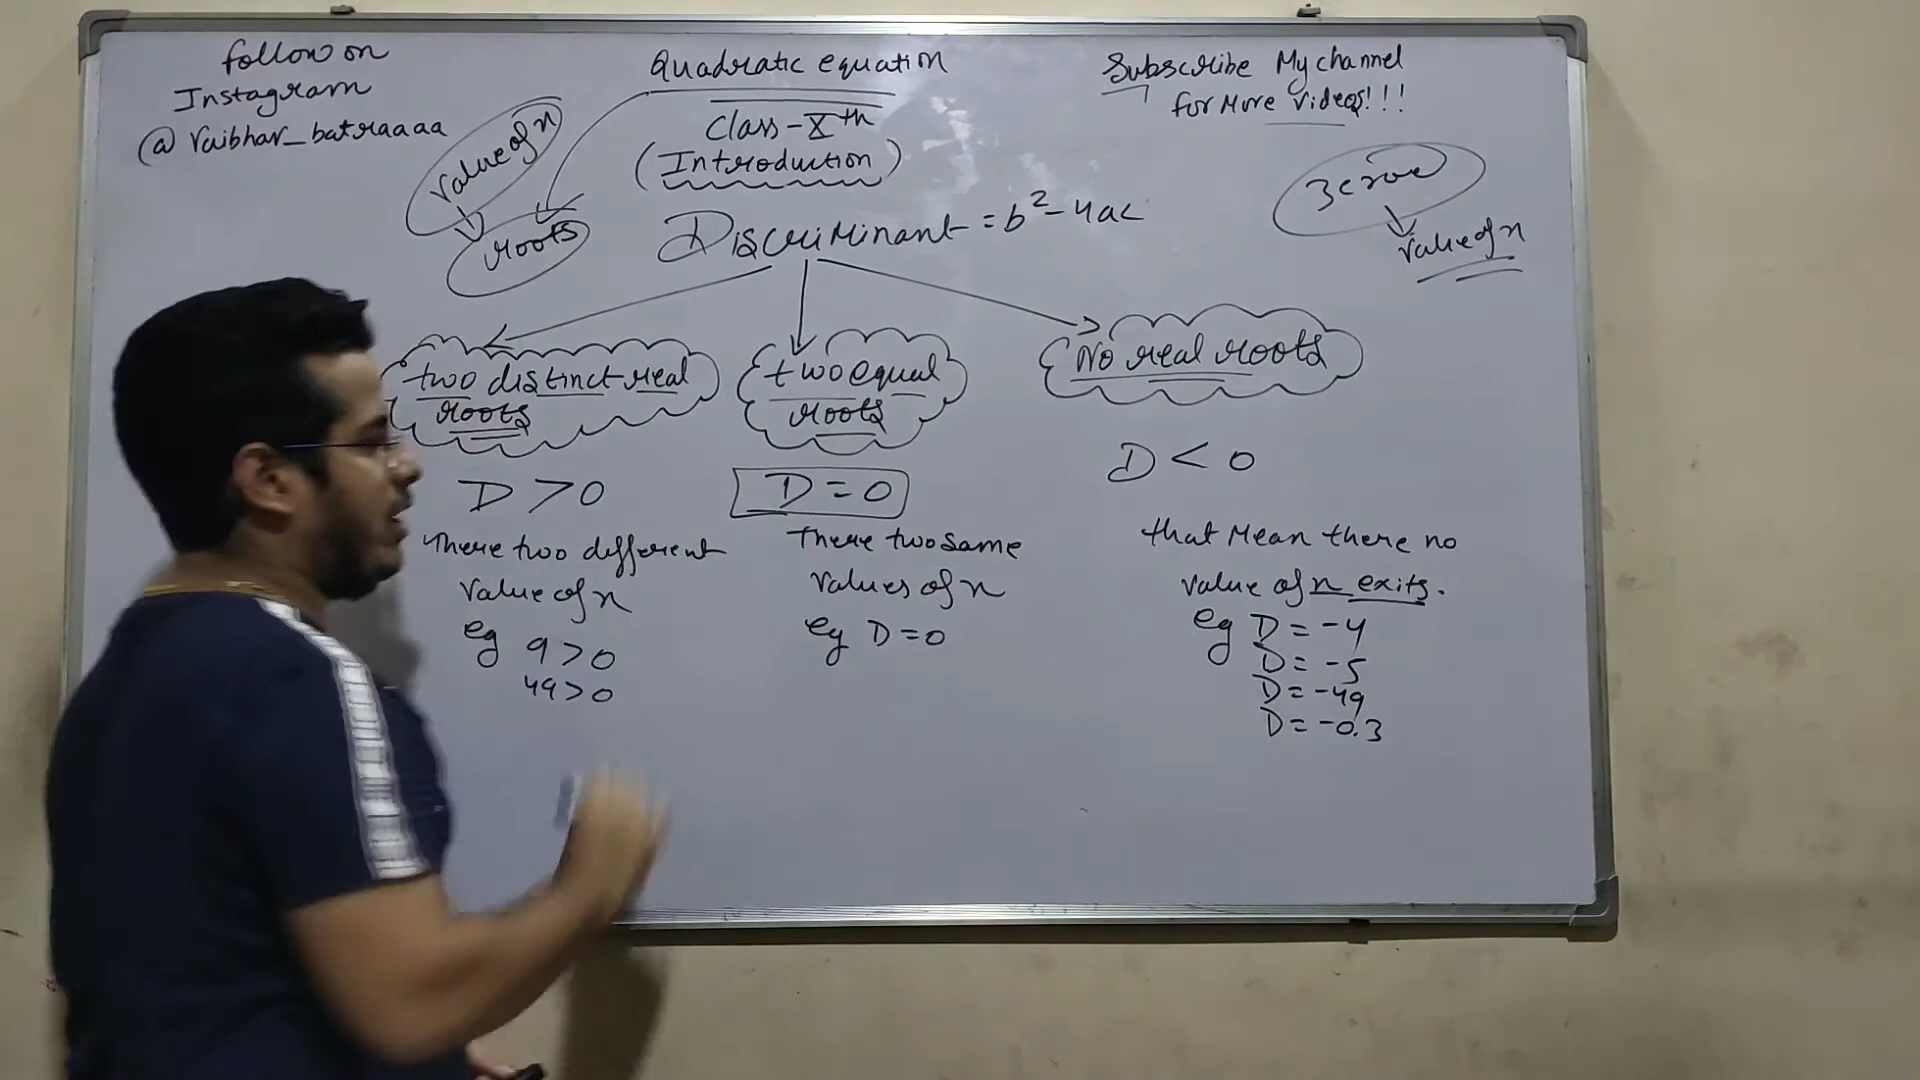 follow on
Instagram
@vaibhav_batraaaa
Quadratic equation
Class-Xth
(Introduction)
Subscribe My channel
for More Videos!!!
value of x
roots
Discriminant = b²-4ac
Zeroes
value of x
two distinct real
roots
two equal
roots
No real roots
D > 0
D = 0
D < 0
There two different
value of x
eg 9>0
49>0
There two same
values of x
eg D=0
that Mean there no
value of x exits.
eg D = -4
D = -5
D = -49
D = -0.3